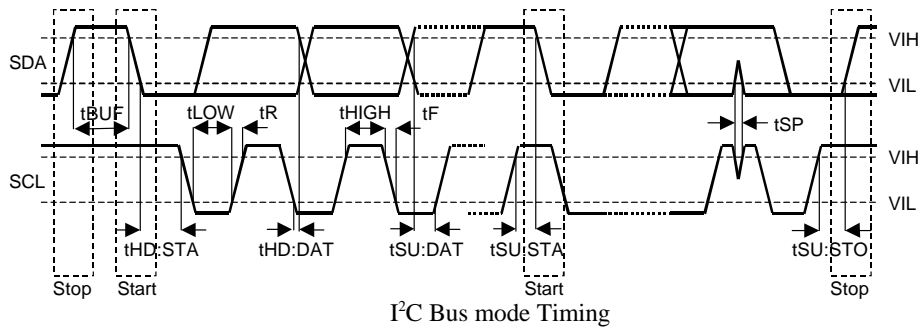 VIH
SDA
VIL
tBUF
tLOW
tR
tHIGH
tF
tSP
VIH
SCL
VIL
tHD:STA
tHD:DAT
tSU:DAT
tSU:STA
tSU:STO
Stop
Start
Start
Stop
I²C Bus mode Timing